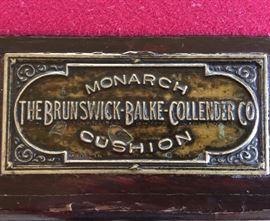 MONARCH
THE BRUNSWICK-BALKE-COLLENDER CO
CUSHION